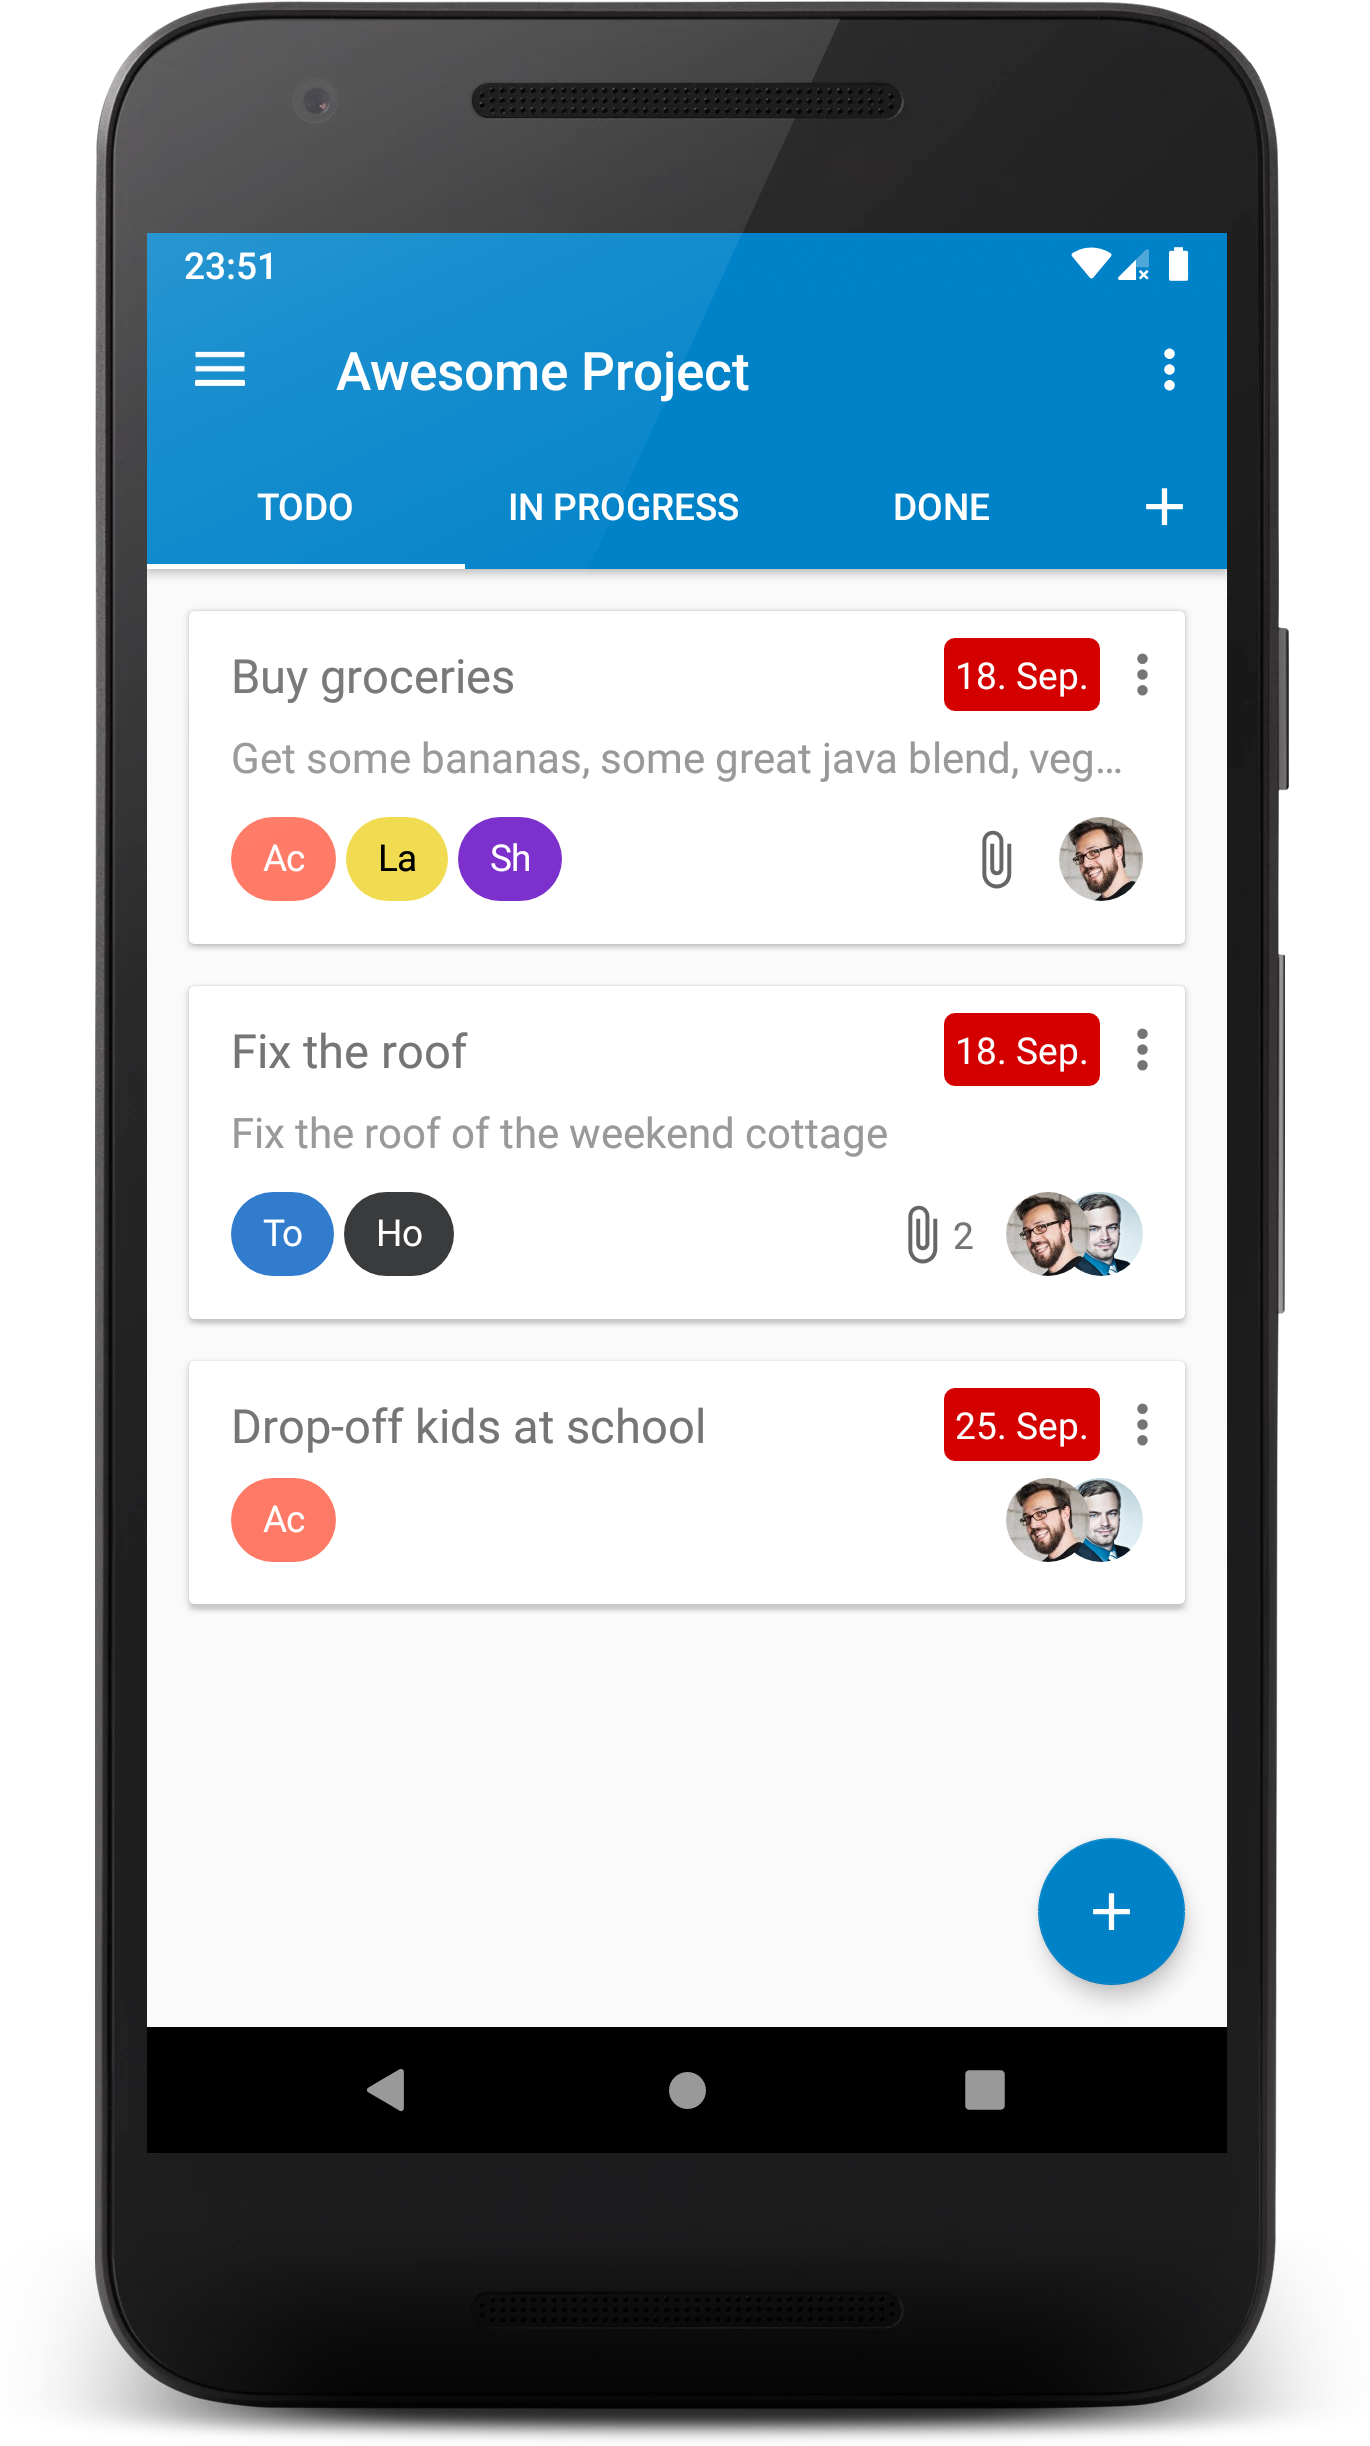 23:51
Awesome Project
TODO IN PROGRESS DONE
Buy groceries 18. Sep.
Get some bananas, some great java blend, veg…
Ac La Sh
Fix the roof 18. Sep.
Fix the roof of the weekend cottage
To Ho 2
Drop-off kids at school 25. Sep.
Ac